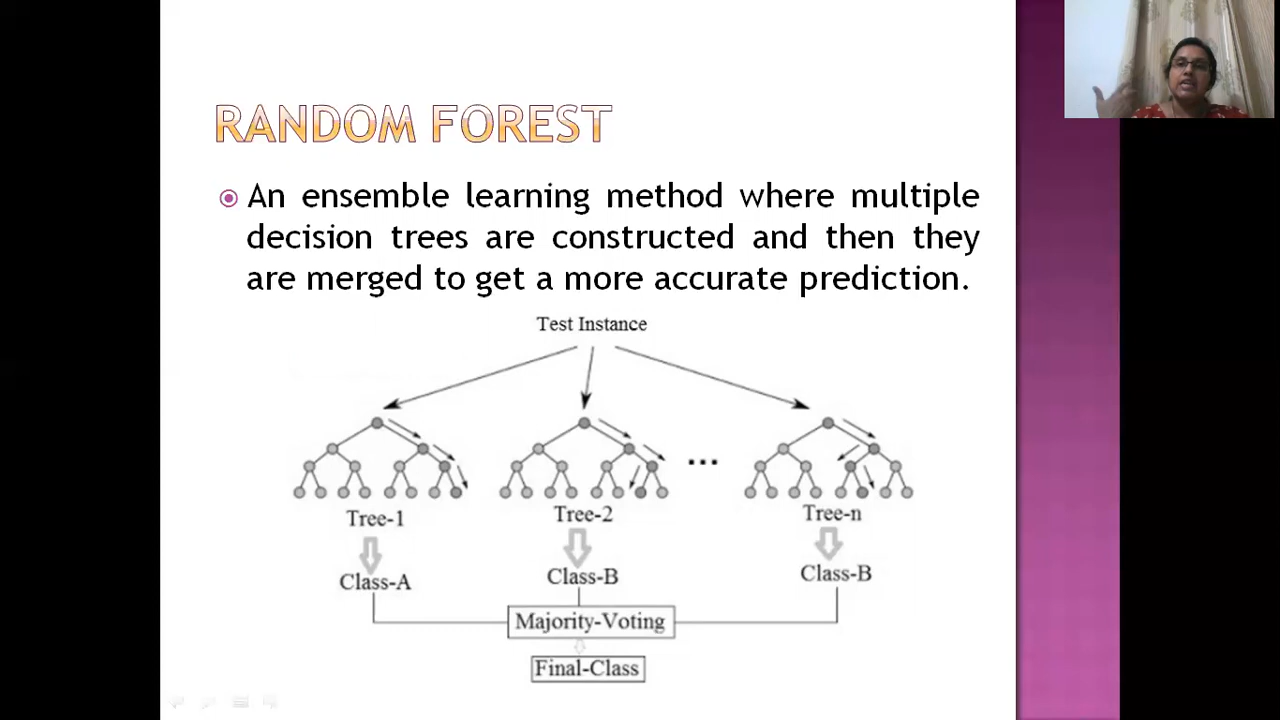 RANDOM FOREST
An ensemble learning method where multiple
decision trees are constructed and then they
are merged to get a more accurate prediction.
Test Instance
...
Tree-1 Tree-2 Tree-n
Class-A Class-B Class-B
Majority-Voting
Final-Class